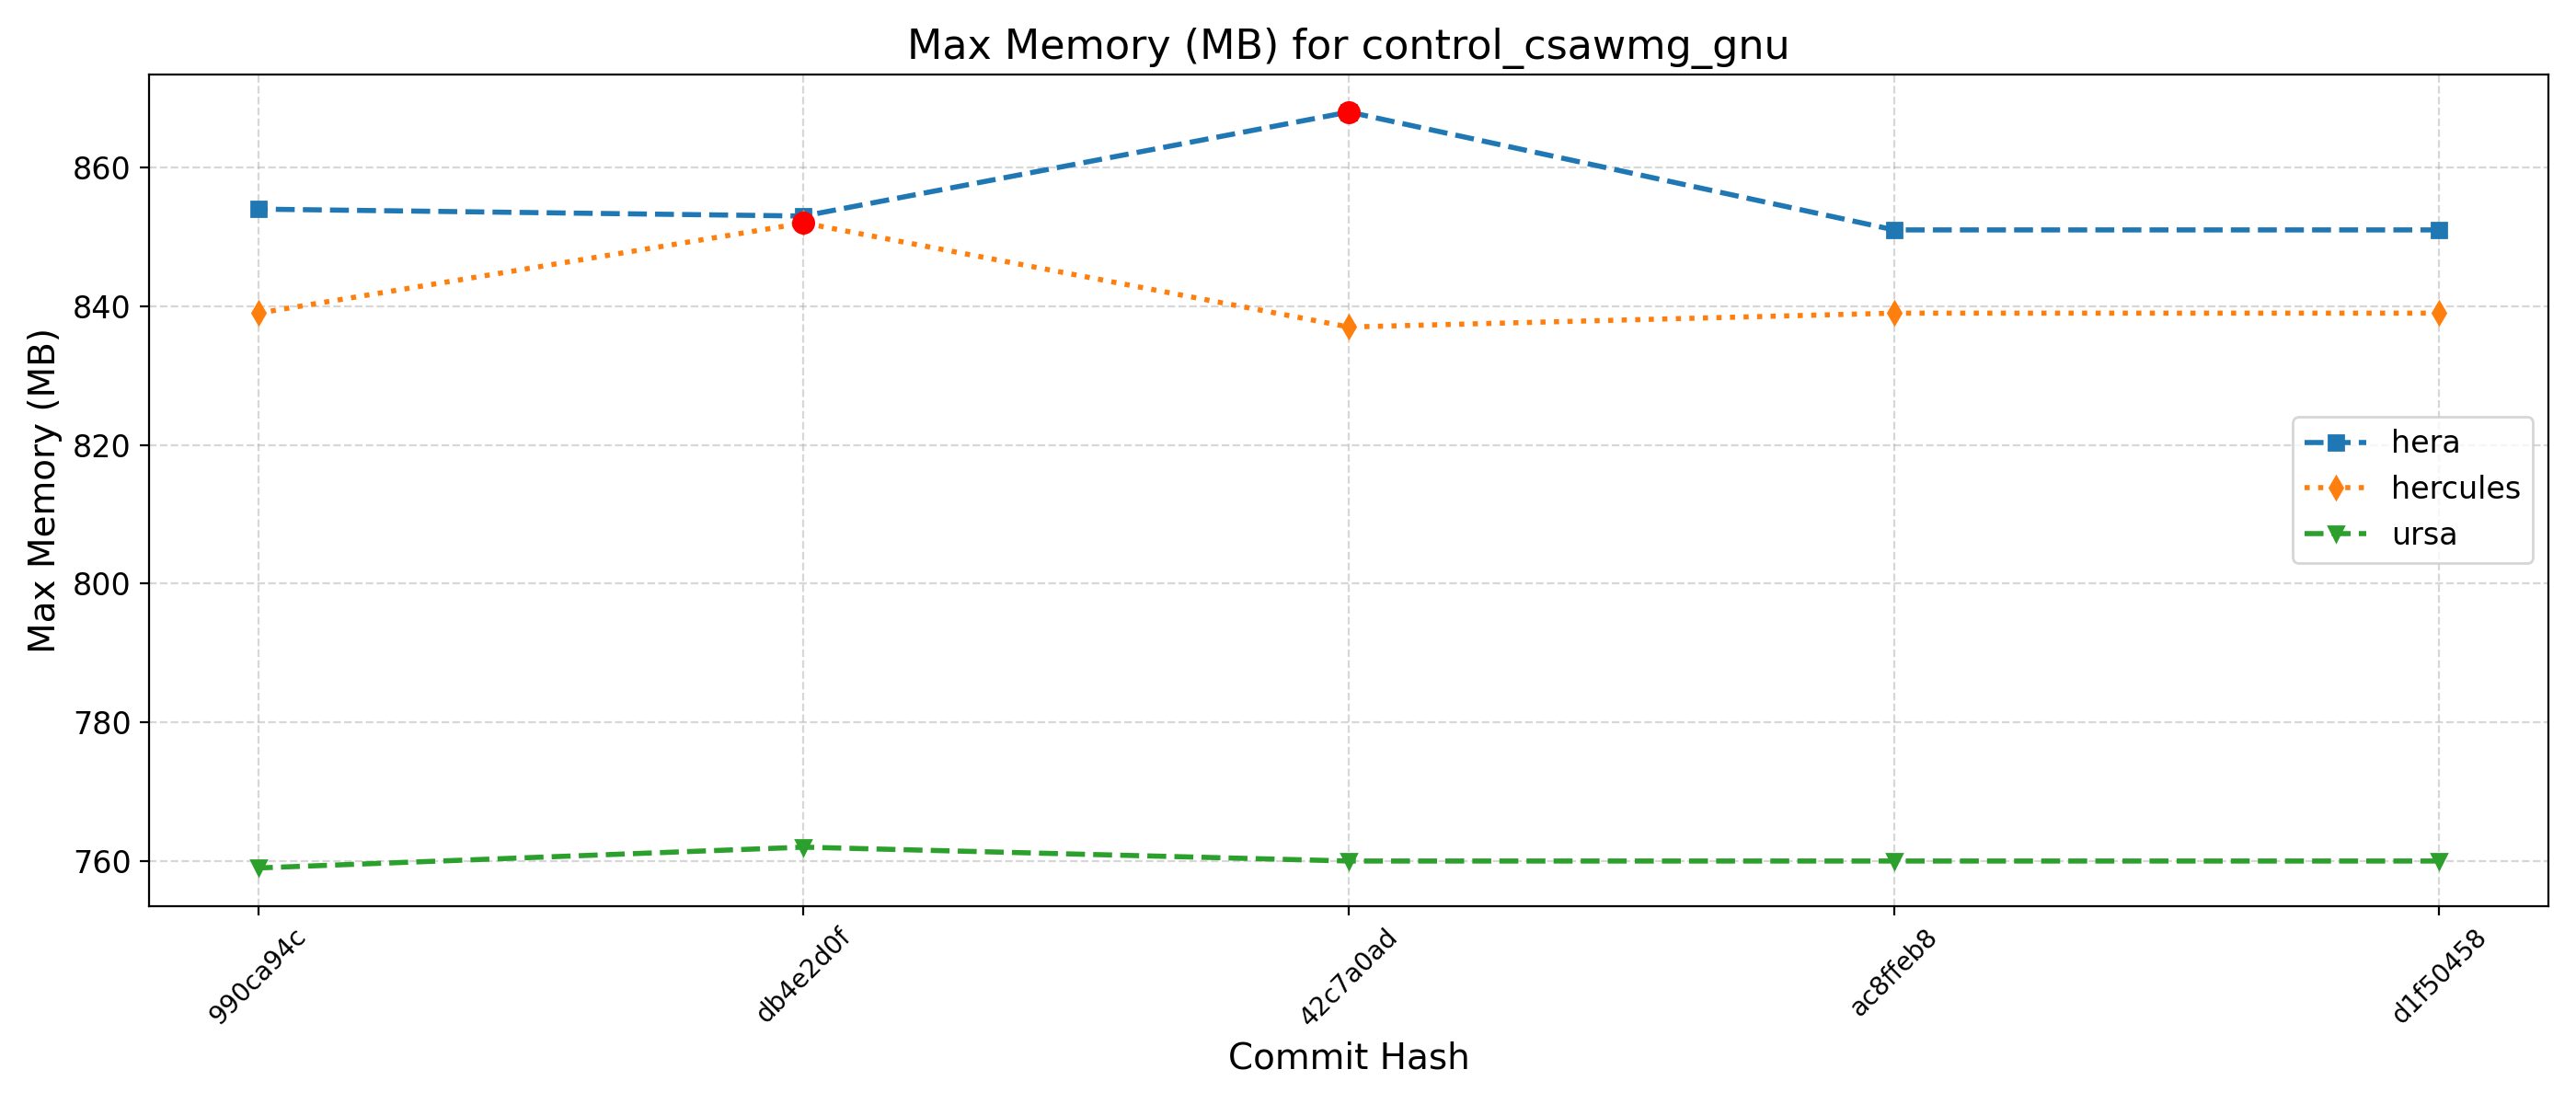 Max Memory (MB) for control_csawmg_gnu
Max Memory (MB)
860
840
820
800
780
760
hera
hercules
ursa
990ca94c
db4e2d0f
42c7a0ad
ac8ffeb8
d1f50458
Commit Hash